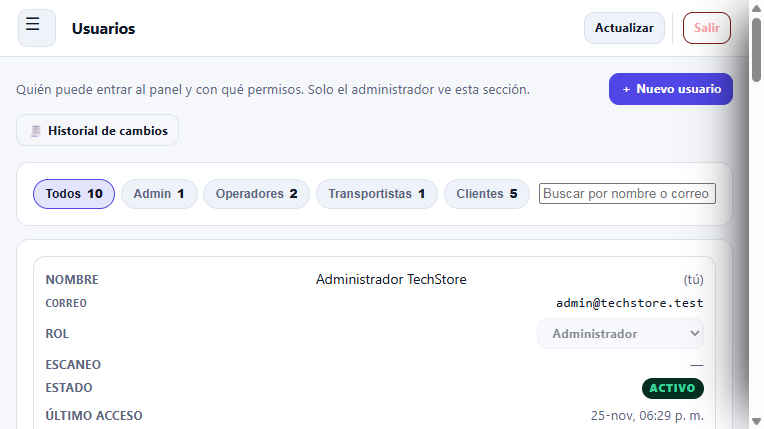 ☰ Usuarios Actualizar Salir
Quién puede entrar al panel y con qué permisos. Solo el administrador ve esta sección. + Nuevo usuario
Historial de cambios
Todos 10 Admin 1 Operadores 2 Transportistas 1 Clientes 5 Buscar por nombre o correo
NOMBRE Administrador TechStore (tú)
CORREO admin@techstore.test
ROL Administrador
ESCANEO —
ESTADO ACTIVO
ÚLTIMO ACCESO 25-nov, 06:29 p. m.